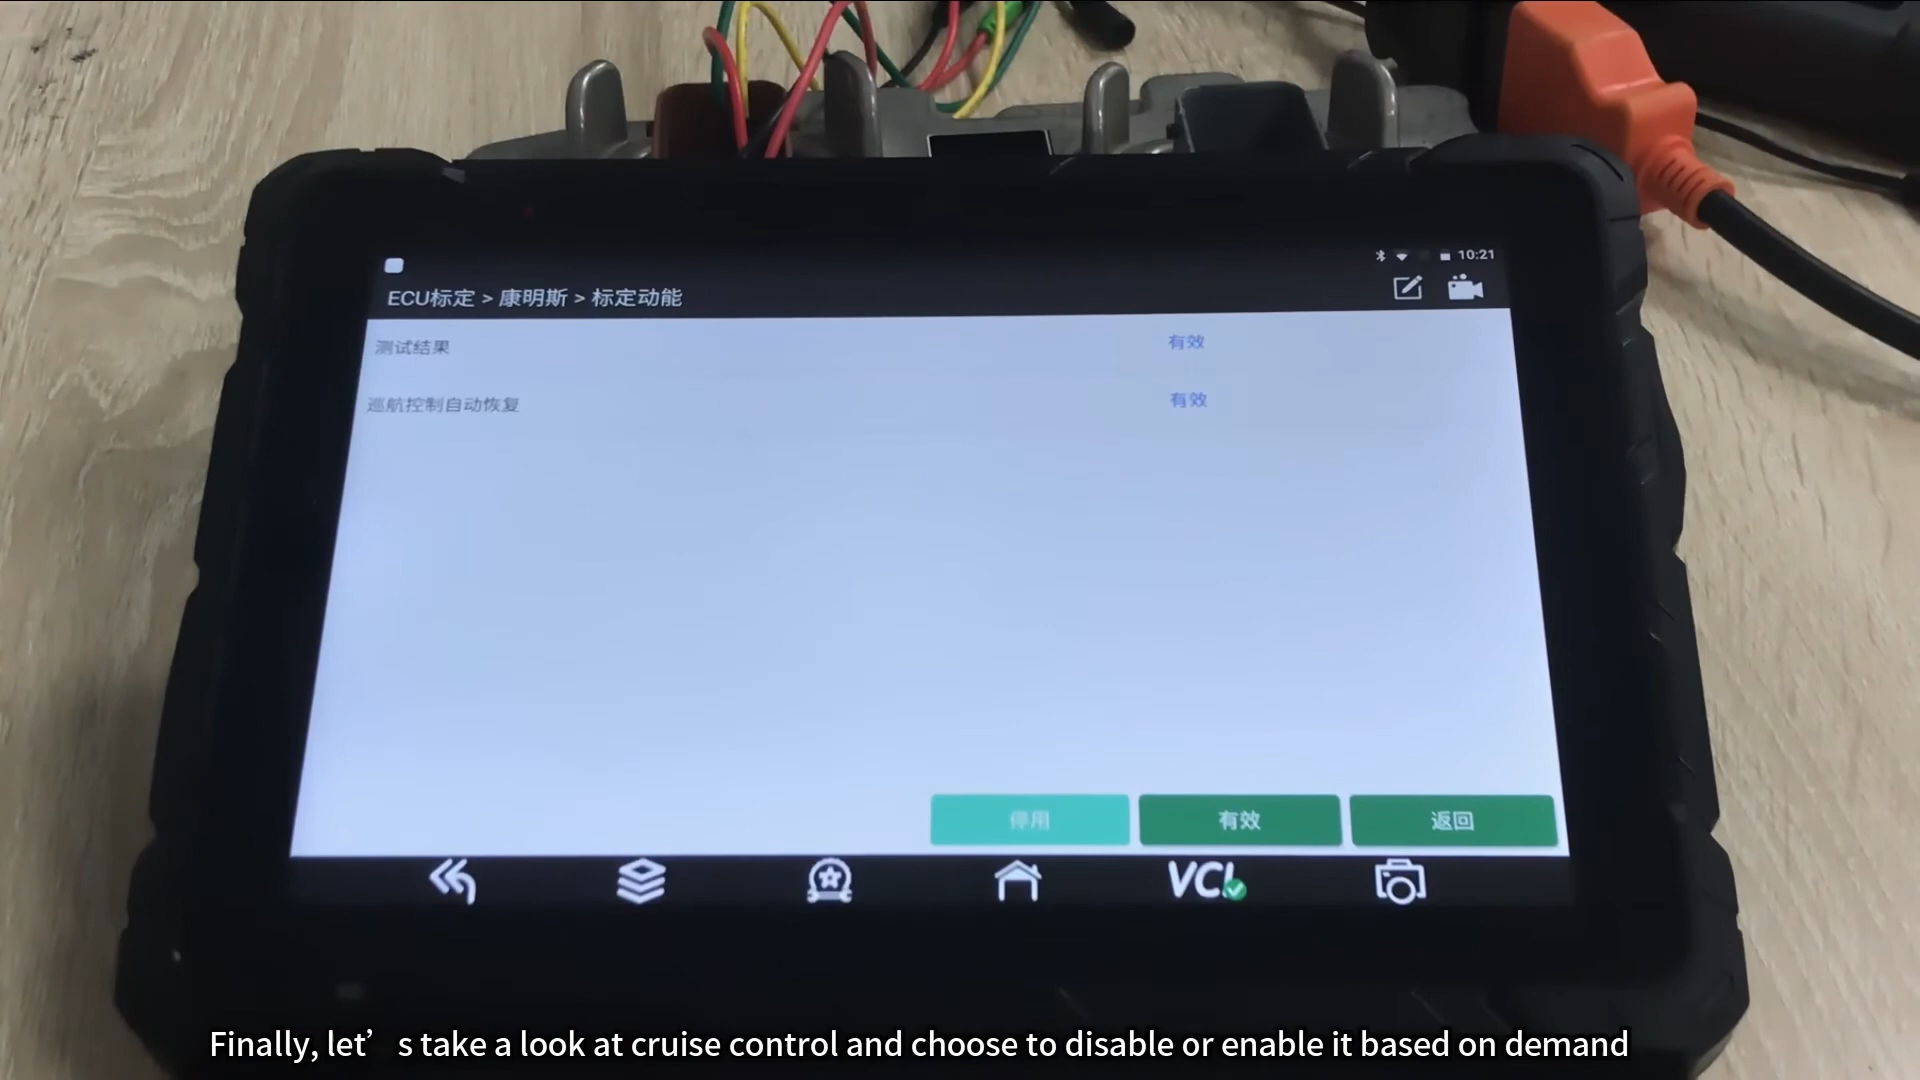 10:21
ECU标定 > 康明斯 > 标定动能
测试结果 有效
巡航控制自动恢复 有效
停用 有效 返回
VCI
Finally, let’s take a look at cruise control and choose to disable or enable it based on demand